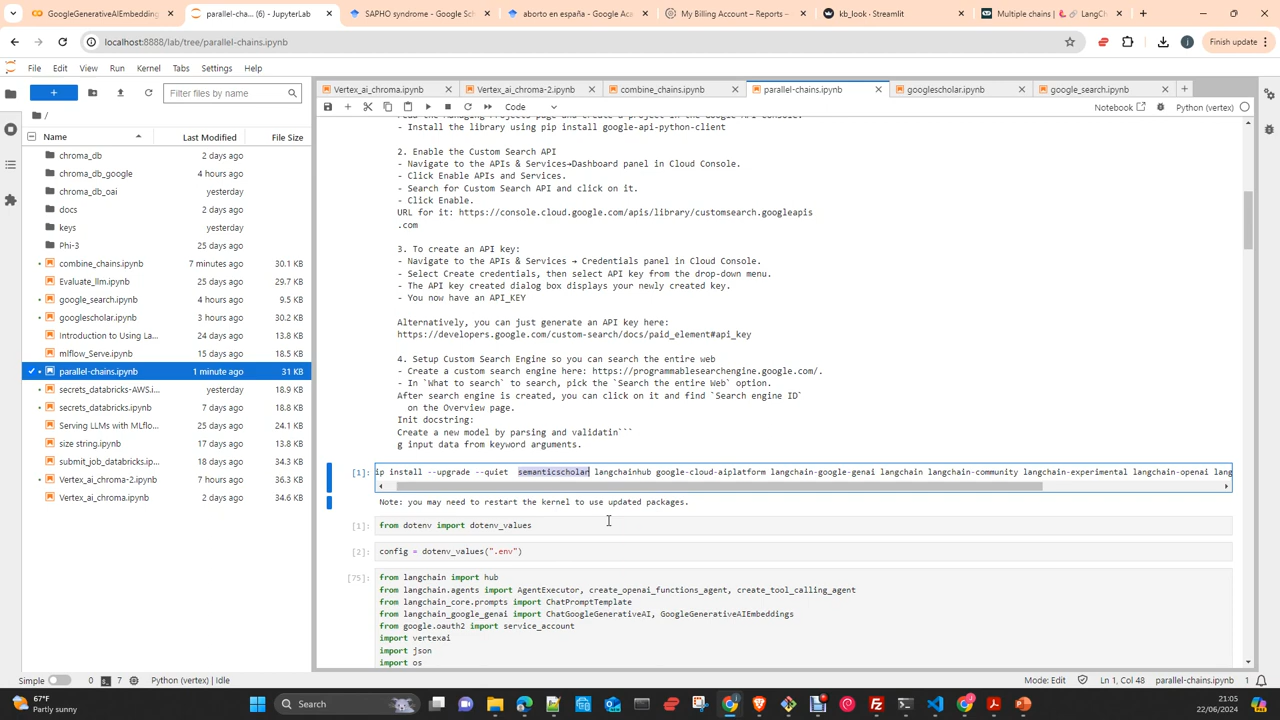 GoogleGenerativeAIEmbedding
parallel-cha... (6) - JupyterLab
SAPHO syndrome - Google Sch
aborto en españa - Google Aca
My Billing Account – Reports –
kb_look · Streamlit
Multiple chains | 🦜️🔗 LangCh
localhost:8888/lab/tree/parallel-chains.ipynb
Finish update
File Edit View Run Kernel Tabs Settings Help
Filter files by name
Vertex_ai_chroma.ipynb
Vertex_ai_chroma-2.ipynb
combine_chains.ipynb
parallel-chains.ipynb
googlescholar.ipynb
google_search.ipynb
Code
Notebook
Python (vertex)
/
Name Last Modified File Size
chroma_db 2 days ago
chroma_db_google 4 hours ago
chroma_db_oai yesterday
docs 2 days ago
keys yesterday
Phi-3 25 days ago
combine_chains.ipynb 7 minutes ago 30.1 KB
Evaluate_llm.ipynb 25 days ago 29.7 KB
google_search.ipynb yesterday 9.5 KB
googlescholar.ipynb 3 hours ago 30.2 KB
Introduction to Using La... 24 days ago 13.8 KB
mlflow_Serve.ipynb 15 days ago 18.5 KB
parallel-chains.ipynb 1 minute ago 31 KB
secrets_databricks-AWS.i... yesterday 18.9 KB
secrets_databricks.ipynb 7 days ago 18.8 KB
Serving LLMs with MLflo... yesterday 24.1 KB
size string.ipynb 17 days ago 13.8 KB
submit_job_databricks.ip... yesterday 34.3 KB
Vertex_ai_chroma-2.ipynb 7 hours ago 36.3 KB
Vertex_ai_chroma.ipynb 2 days ago 34.6 KB
read the Managing Projects page and create a project in the Google API Console.
- Install the library using pip install google-api-python-client
2. Enable the Custom Search API
- Navigate to the APIs & Services→Dashboard panel in Cloud Console.
- Click Enable APIs and Services.
- Search for Custom Search API and click on it.
- Click Enable.
URL for it: https://console.cloud.google.com/apis/library/customsearch.googleapis
.com
3. To create an API key:
- Navigate to the APIs & Services → Credentials panel in Cloud Console.
- Select Create credentials, then select API key from the drop-down menu.
- The API key created dialog box displays your newly created key.
- You now have an API_KEY
Alternatively, you can just generate an API key here:
https://developers.google.com/custom-search/docs/paid_element#api_key
4. Setup Custom Search Engine so you can search the entire web
- Create a custom search engine here: https://programmablesearchengine.google.com/.
- In `What to search` to search, pick the `Search the entire Web` option.
After search engine is created, you can click on it and find `Search engine ID`
on the Overview page.
Init docstring:
Create a new model by parsing and validatin```
g input data from keyword arguments.
[1]: ip install --upgrade --quiet semanticscholar langchainhub google-cloud-aiplatform langchain-google-genai langchain langchain-community langchain-experimental langchain-openai lang
Note: you may need to restart the kernel to use updated packages.
[1]: from dotenv import dotenv_values
[2]: config = dotenv_values(".env")
[75]: from langchain import hub
from langchain.agents import AgentExecutor, create_openai_functions_agent, create_tool_calling_agent
from langchain_core.prompts import ChatPromptTemplate
from langchain_google_genai import ChatGoogleGenerativeAI, GoogleGenerativeAIEmbeddings
from google.oauth2 import service_account
import vertexai
import json
import os
Simple 0 7 Python (vertex) | Idle
Mode: Edit Ln 1, Col 48 parallel-chains.ipynb 1
67°F
Partly sunny
Search
21:05
22/06/2024